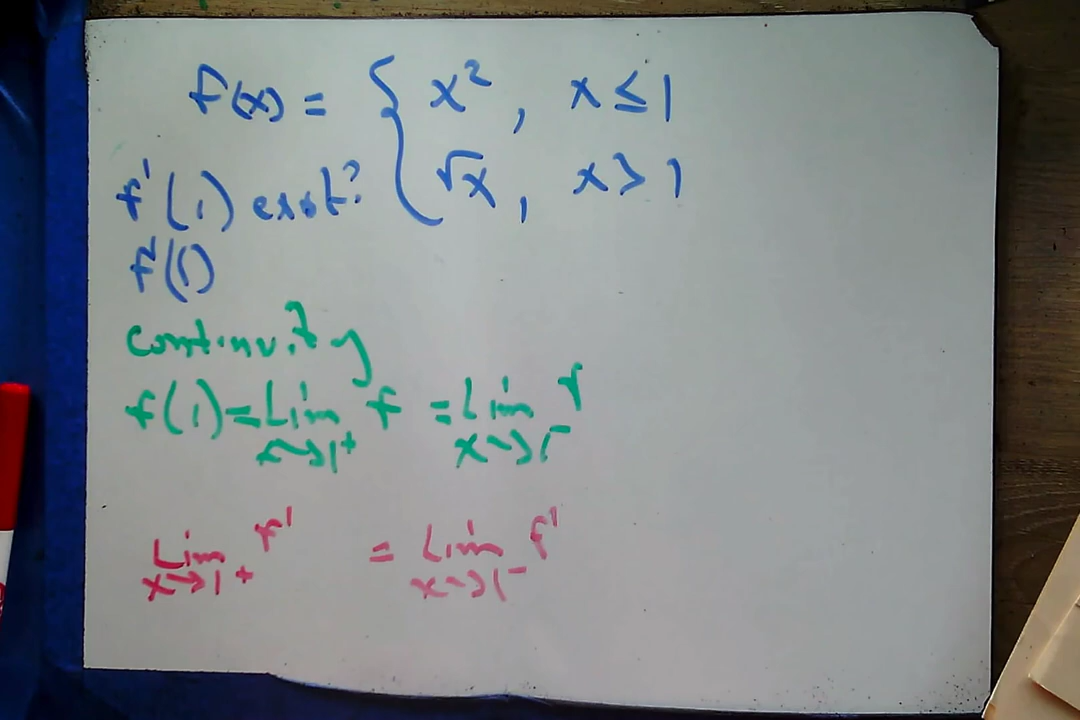 f(x) = { x², x ≤ 1
√x, x > 1
f'(1) exist?
f'(1)
continuity
f(1) = Lim f = Lim f
x→1⁺ x→1⁻
Lim f' = Lim f'
x→1⁺ x→1⁻